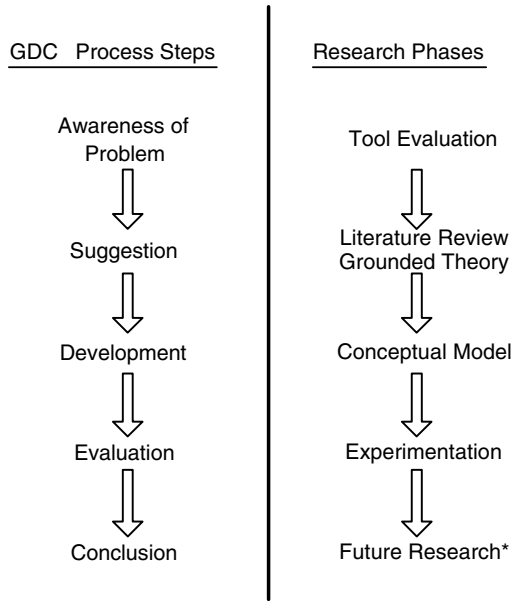 GDC Process Steps
Awareness of
Problem
Suggestion
Development
Evaluation
Conclusion
Research Phases
Tool Evaluation
Literature Review
Grounded Theory
Conceptual Model
Experimentation
Future Research*